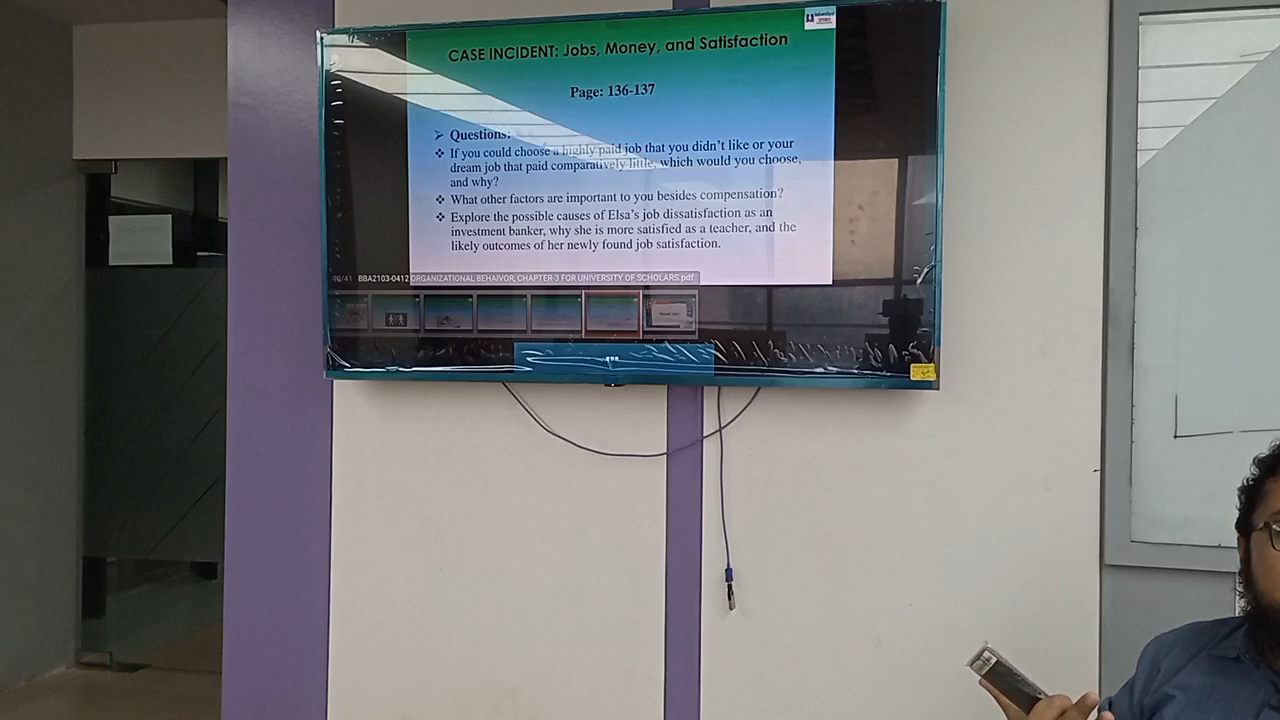 University of
Scholars
CASE INCIDENT: Jobs, Money, and Satisfaction
Page: 136-137
➢ Questions:
❖ If you could choose a highly paid job that you didn't like or your
dream job that paid comparatively little, which would you choose,
and why?
❖ What other factors are important to you besides compensation?
❖ Explore the possible causes of Elsa's job dissatisfaction as an
investment banker, why she is more satisfied as a teacher, and the
likely outcomes of her newly found job satisfaction.
/41 BBA2103-0412 ORGANIZATIONAL BEHAIVOR, CHAPTER-3 FOR UNIVERSITY OF SCHOLARS.pdf